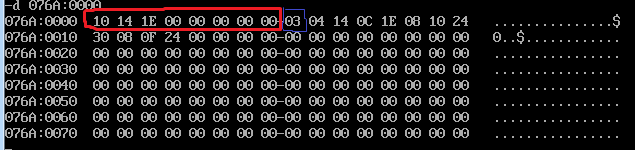 -d 076A:0000
076A:0000 10 14 1E 00 00 00 00 00-03 04 14 0C 1E 08 10 24 ...............$
076A:0010 30 08 0F 24 00 00 00 00-00 00 00 00 00 00 00 00 0..$............
076A:0020 00 00 00 00 00 00 00 00-00 00 00 00 00 00 00 00 ................
076A:0030 00 00 00 00 00 00 00 00-00 00 00 00 00 00 00 00 ................
076A:0040 00 00 00 00 00 00 00 00-00 00 00 00 00 00 00 00 ................
076A:0050 00 00 00 00 00 00 00 00-00 00 00 00 00 00 00 00 ................
076A:0060 00 00 00 00 00 00 00 00-00 00 00 00 00 00 00 00 ................
076A:0070 00 00 00 00 00 00 00 00-00 00 00 00 00 00 00 00 ................